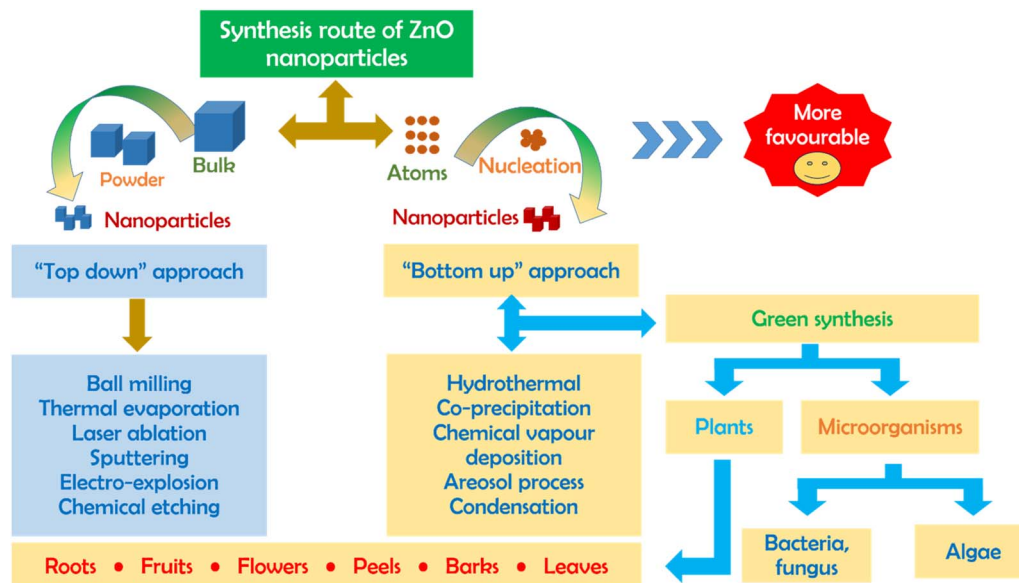 Synthesis route of ZnO
nanoparticles
More
favourable
Bulk
Powder
Nanoparticles
Atoms
Nucleation
Nanoparticles
“Top down” approach
“Bottom up” approach
Green synthesis
Ball milling
Thermal evaporation
Laser ablation
Sputtering
Electro-explosion
Chemical etching
Hydrothermal
Co-precipitation
Chemical vapour
deposition
Areosol process
Condensation
Plants
Microorganisms
Bacteria,
fungus
Algae
Roots • Fruits • Flowers • Peels • Barks • Leaves